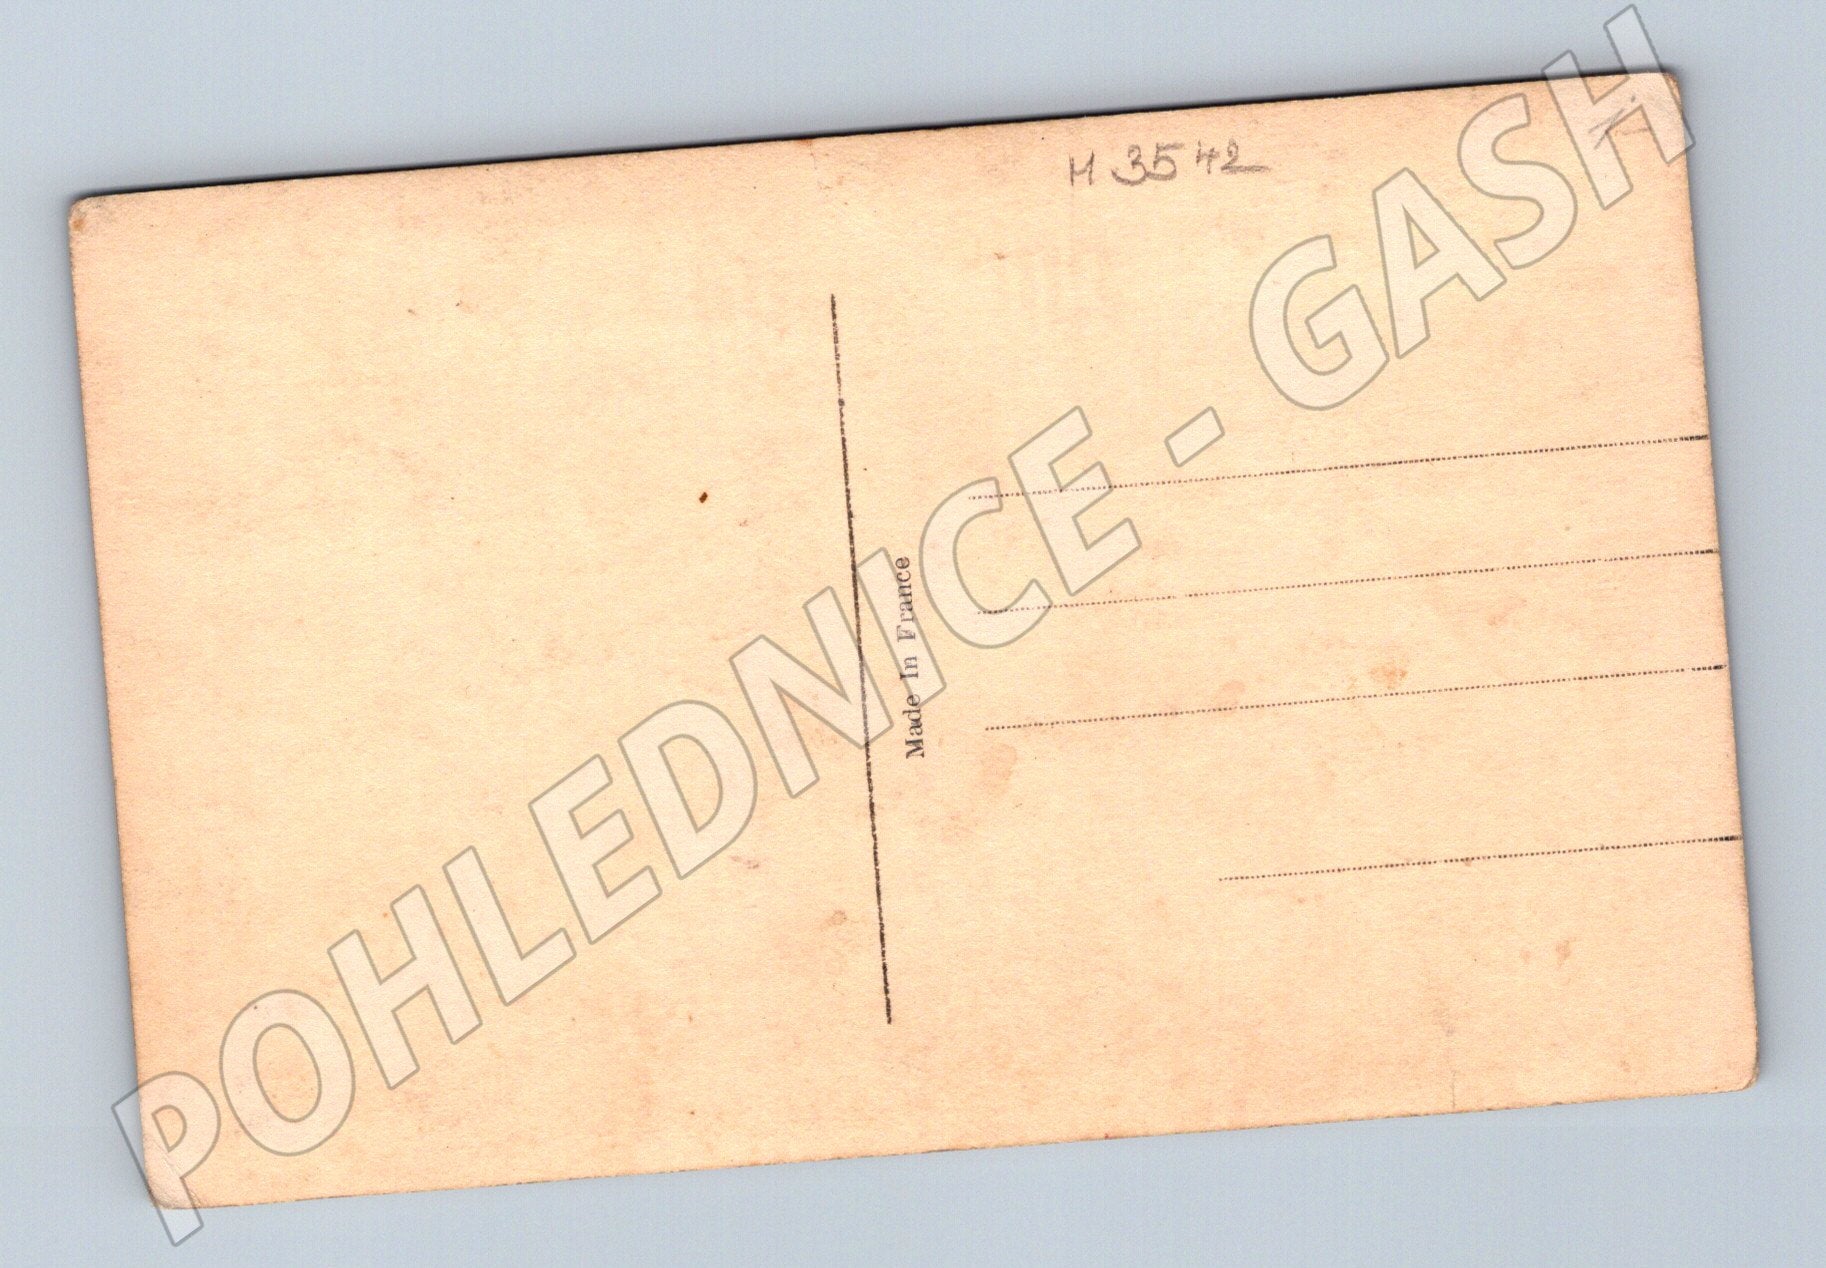 H 3542
Made In France
POHLEDNICE - GASH